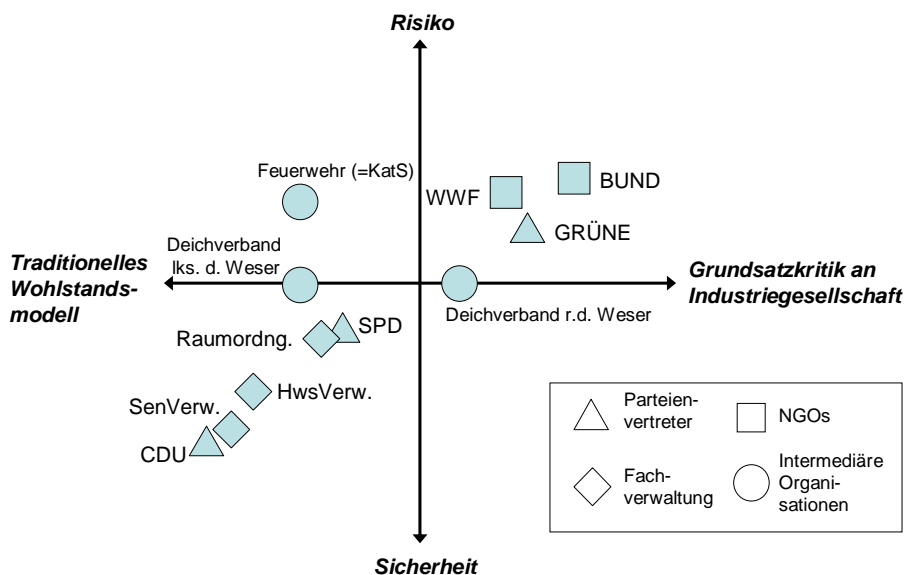 Risiko
Feuerwehr (=KatS)
WWF
BUND
GRÜNE
Deichverband
lks. d. Weser
Traditionelles
Wohlstands-
modell
Grundsatzkritik an
Industriegesellschaft
Deichverband r.d. Weser
SPD
Raumordng.
HwsVerw.
SenVerw.
CDU
Parteien-
vertreter
NGOs
Fach-
verwaltung
Intermediäre
Organi-
sationen
Sicherheit